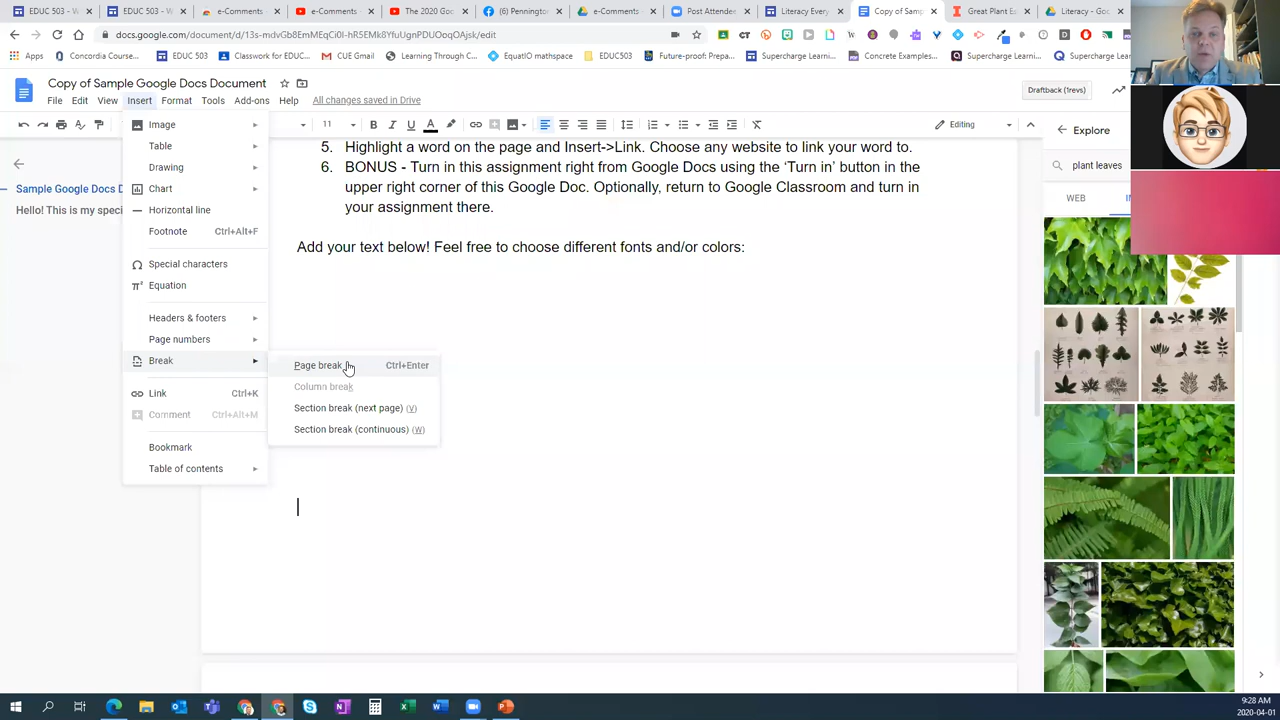 EDUC 503 - W
EDUC 503 - W
e-Comments
e-Comments
The 2020 Goo
(6) Pennington
e-Comments
Post Attended
Literacy Every
Copy of Samp
Great Plant Es
Literacy - Goo
docs.google.com/document/d/13s-mdvGb8EmMEqCi0I-hR5EMk8YfuUgnPDUOoqOAjsk/edit
Apps
Concordia Course...
EDUC 503
Classwork for EDU...
CUE Gmail
Learning Through C...
EquatIO mathspace
Supercharge Learni...
Future-proof: Prepa...
Concrete Examples...
Supercharge Learni...
Quest
Copy of Sample Google Docs Document
File Edit View Insert Format Tools Add-ons Help All changes saved in Drive
Draftback (1revs)
11
B I U A
Editing
Image
Table
Drawing
Chart
Horizontal line
Footnote Ctrl+Alt+F
Special characters
Equation
Headers & footers
Page numbers
Break
Link Ctrl+K
Comment Ctrl+Alt+M
Bookmark
Table of contents
Page break Ctrl+Enter
Column break
Section break (next page) (V)
Section break (continuous) (W)
Sample Google Docs D
Hello! This is my speci
5. Highlight a word on the page and Insert->Link. Choose any website to link your word to.
6. BONUS - Turn in this assignment right from Google Docs using the ‘Turn in’ button in the
upper right corner of this Google Doc. Optionally, return to Google Classroom and turn in
your assignment there.
Add your text below! Feel free to choose different fonts and/or colors:
Explore
plant leaves
WEB
9:28 AM
2020-04-01